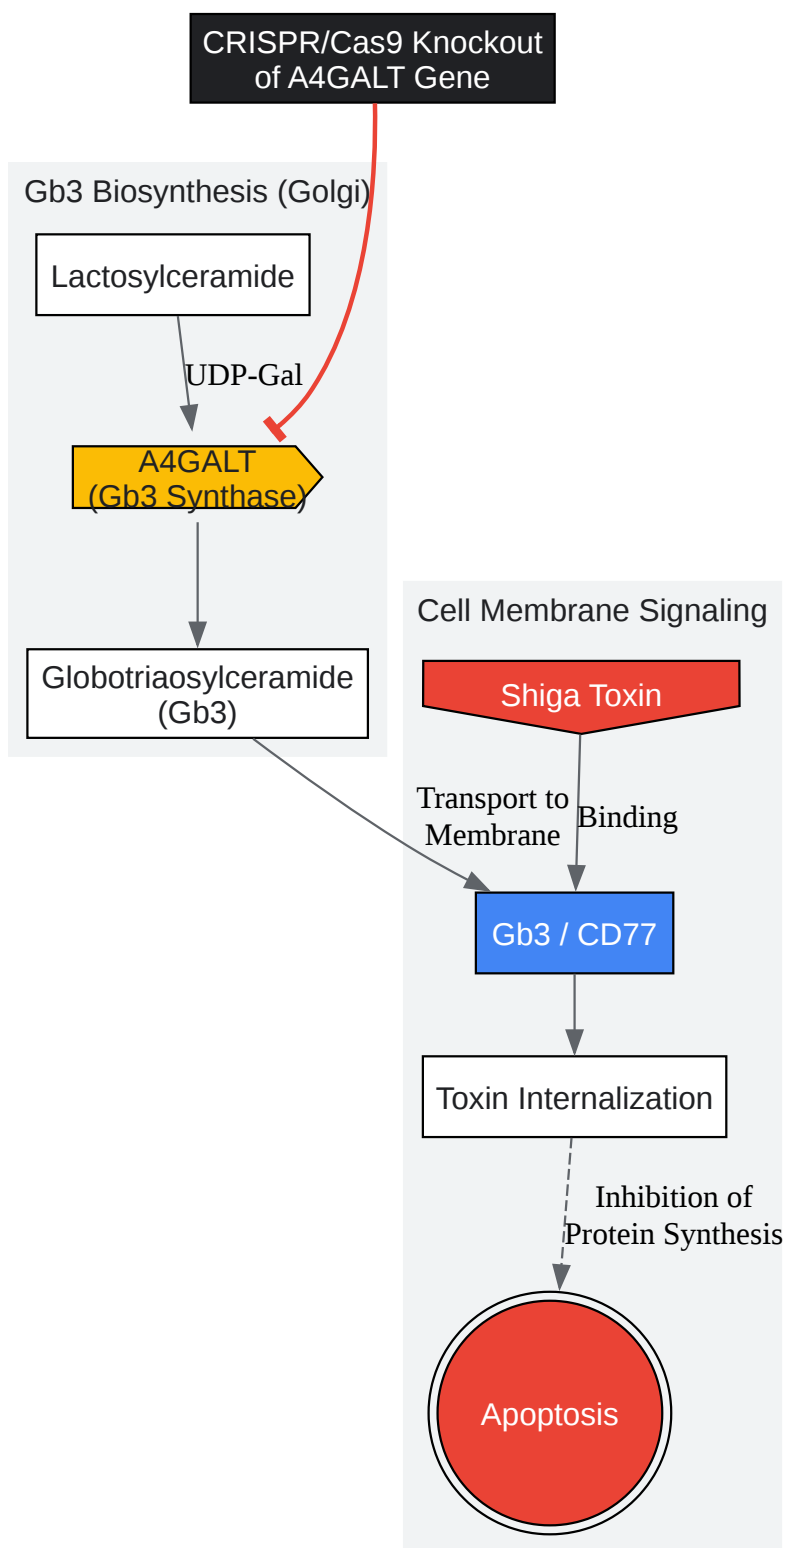 CRISPR/Cas9 Knockout
of A4GALT Gene
Gb3 Biosynthesis (Golgi)
Lactosylceramide
UDP-Gal
A4GALT
(Gb3 Synthase)
Globotriaosylceramide
(Gb3)
Cell Membrane Signaling
Shiga Toxin
Transport to
Membrane
Binding
Gb3 / CD77
Toxin Internalization
Inhibition of
Protein Synthesis
Apoptosis